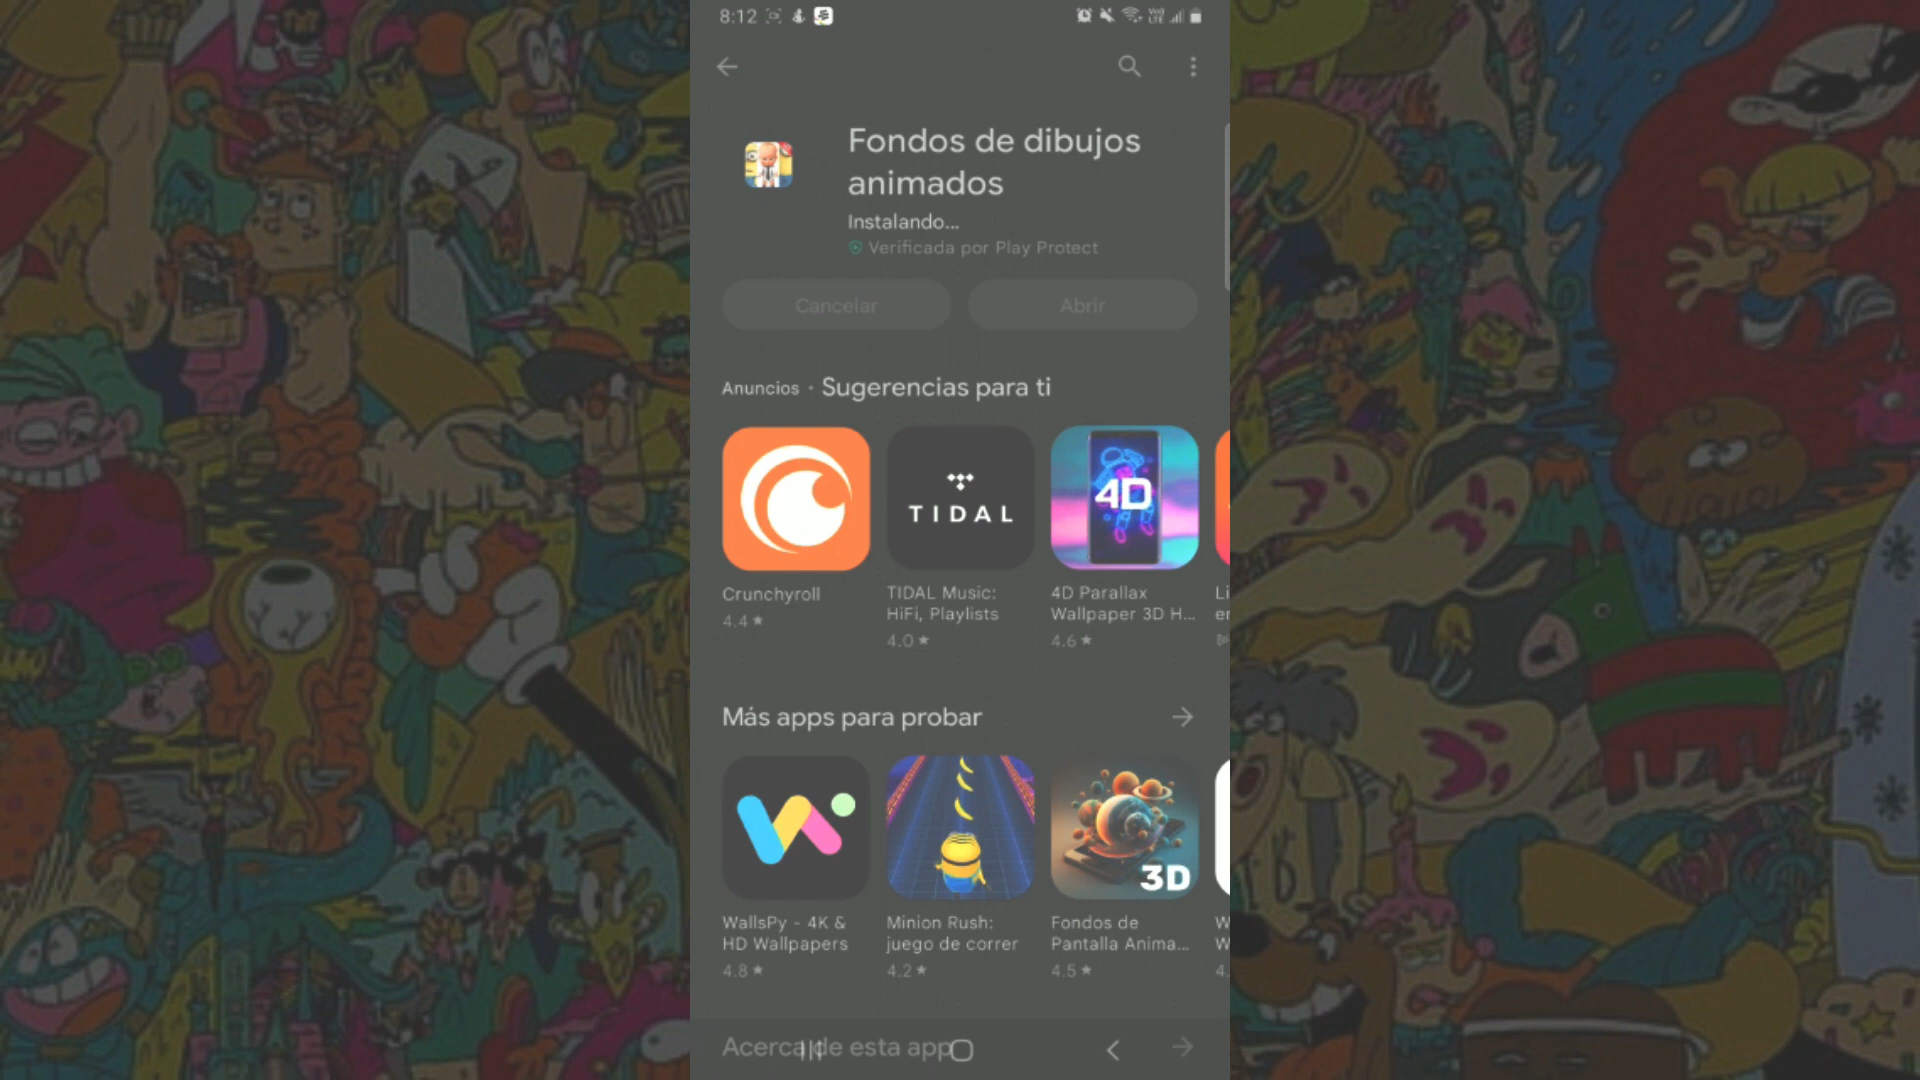 8:12
Fondos de dibujos
animados
Instalando...
Verificada por Play Protect
Cancelar
Abrir
Anuncios · Sugerencias para ti
TIDAL
4D
Crunchyroll
4.4 ★
TIDAL Music:
HiFi, Playlists
4.0 ★
4D Parallax
Wallpaper 3D H...
4.6 ★
Más apps para probar
3D
WallsPy - 4K &
HD Wallpapers
4.8 ★
Minion Rush:
juego de correr
4.2 ★
Fondos de
Pantalla Anima...
4.5 ★
Acerca de esta app